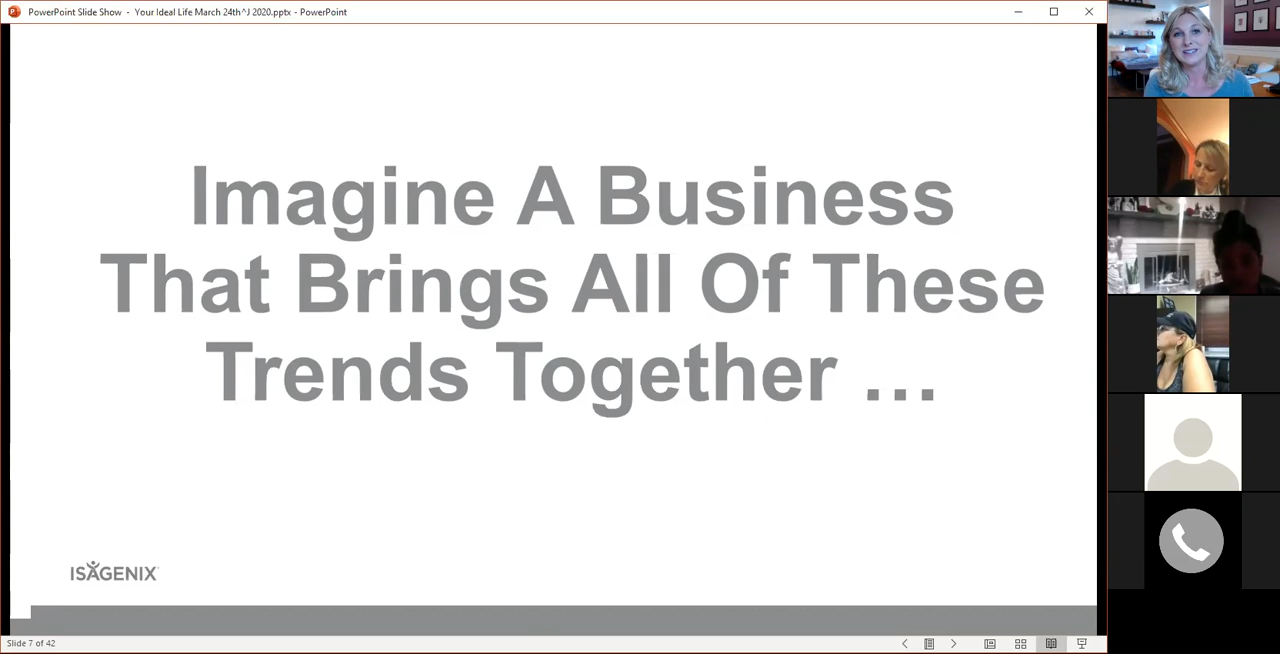 PowerPoint Slide Show - Your Ideal Life March 24th^J 2020.pptx - PowerPoint
Imagine A Business
That Brings All Of These
Trends Together ...
ISAGENIX
Slide 7 of 42